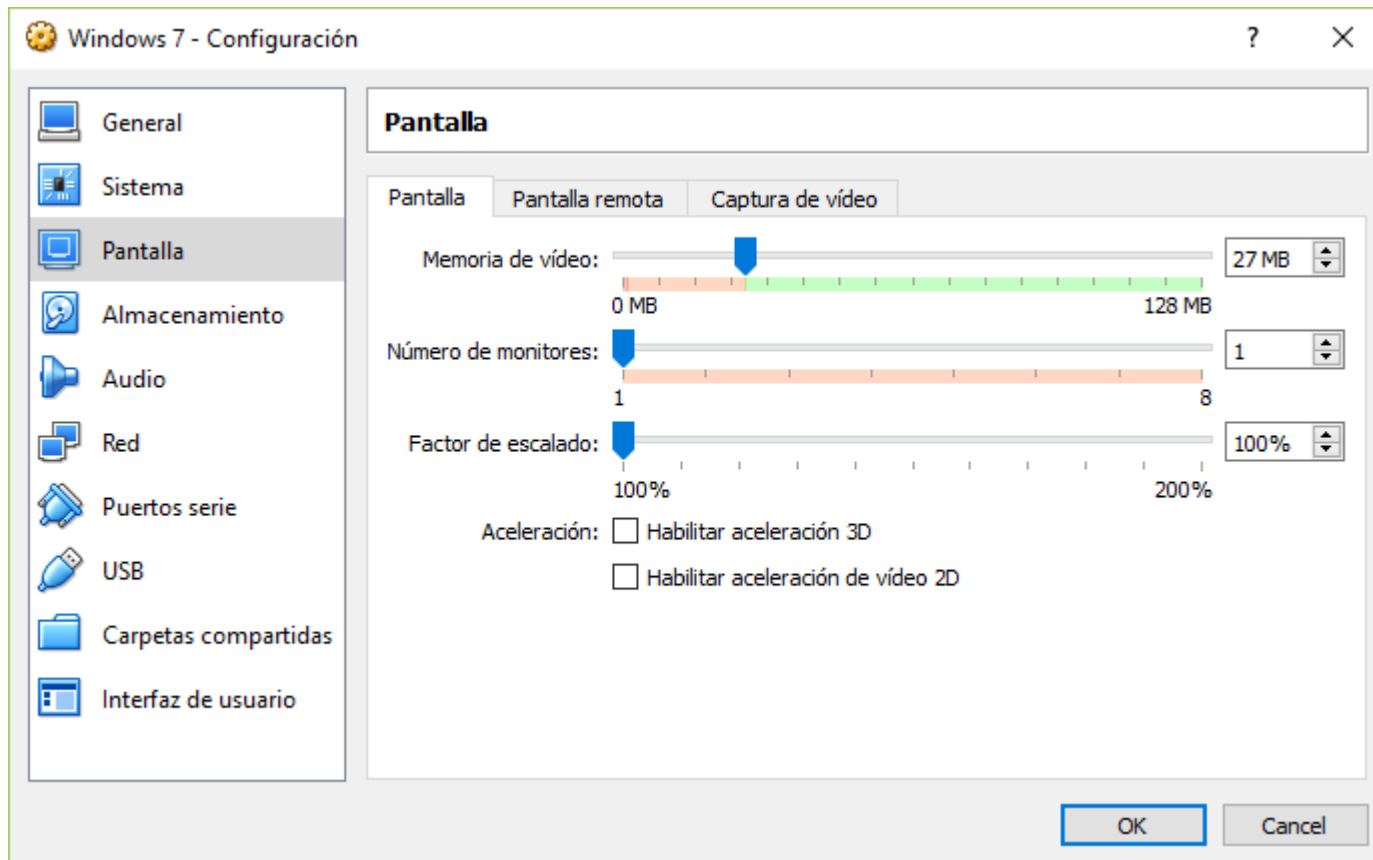 Windows 7 - Configuración
?
General
Sistema
Pantalla
Almacenamiento
Audio
Red
Puertos serie
USB
Carpetas compartidas
Interfaz de usuario
Pantalla
Pantalla Pantalla remota Captura de vídeo
Memoria de vídeo: 27 MB
0 MB 128 MB
Número de monitores: 1
1 8
Factor de escalado: 100%
100% 200%
Aceleración: Habilitar aceleración 3D
Habilitar aceleración de vídeo 2D
OK Cancel